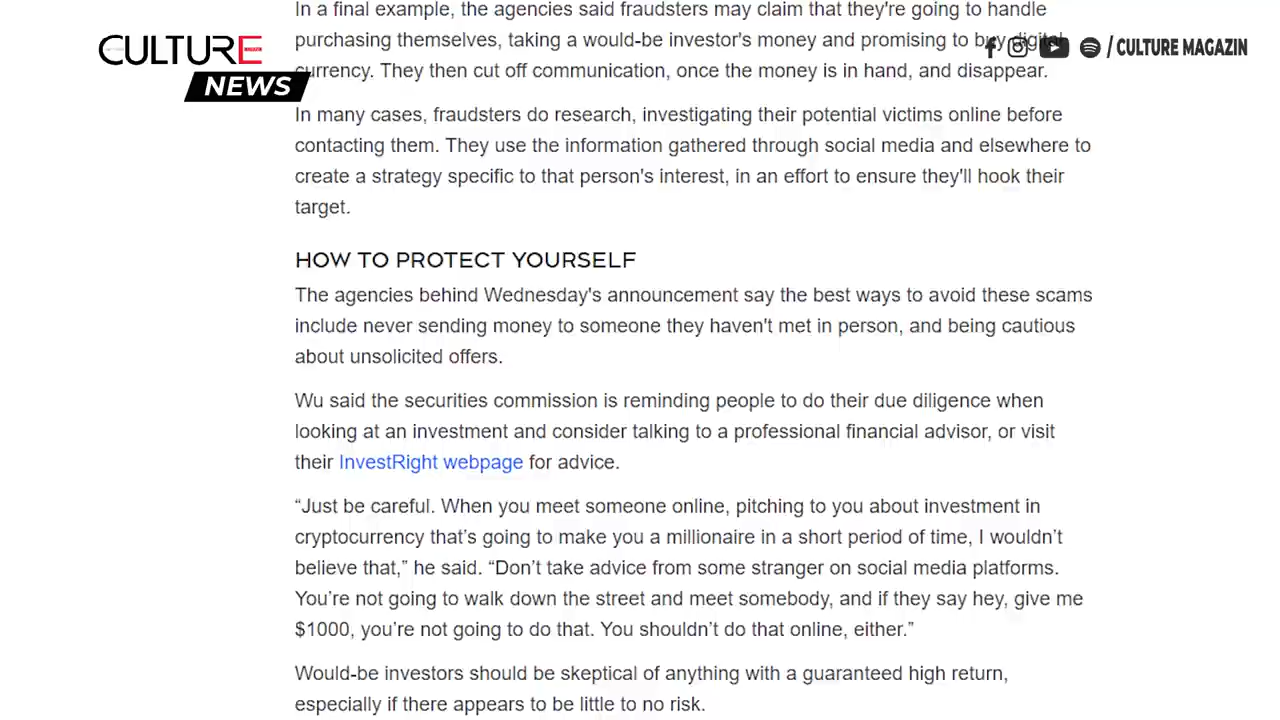 In a final example, the agencies said fraudsters may claim that they're going to handle
CULTURE
purchasing themselves, taking a would-be investor's money and promising to buy digital
/ CULTURE MAGAZIN
currency. They then cut off communication, once the money is in hand, and disappear.
NEWS
In many cases, fraudsters do research, investigating their potential victims online before
contacting them. They use the information gathered through social media and elsewhere to
create a strategy specific to that person's interest, in an effort to ensure they'll hook their
target.
HOW TO PROTECT YOURSELF
The agencies behind Wednesday's announcement say the best ways to avoid these scams
include never sending money to someone they haven't met in person, and being cautious
about unsolicited offers.
Wu said the securities commission is reminding people to do their due diligence when
looking at an investment and consider talking to a professional financial advisor, or visit
their InvestRight webpage for advice.
“Just be careful. When you meet someone online, pitching to you about investment in
cryptocurrency that’s going to make you a millionaire in a short period of time, I wouldn’t
believe that,” he said. “Don’t take advice from some stranger on social media platforms.
You’re not going to walk down the street and meet somebody, and if they say hey, give me
$1000, you’re not going to do that. You shouldn’t do that online, either.”
Would-be investors should be skeptical of anything with a guaranteed high return,
especially if there appears to be little to no risk.